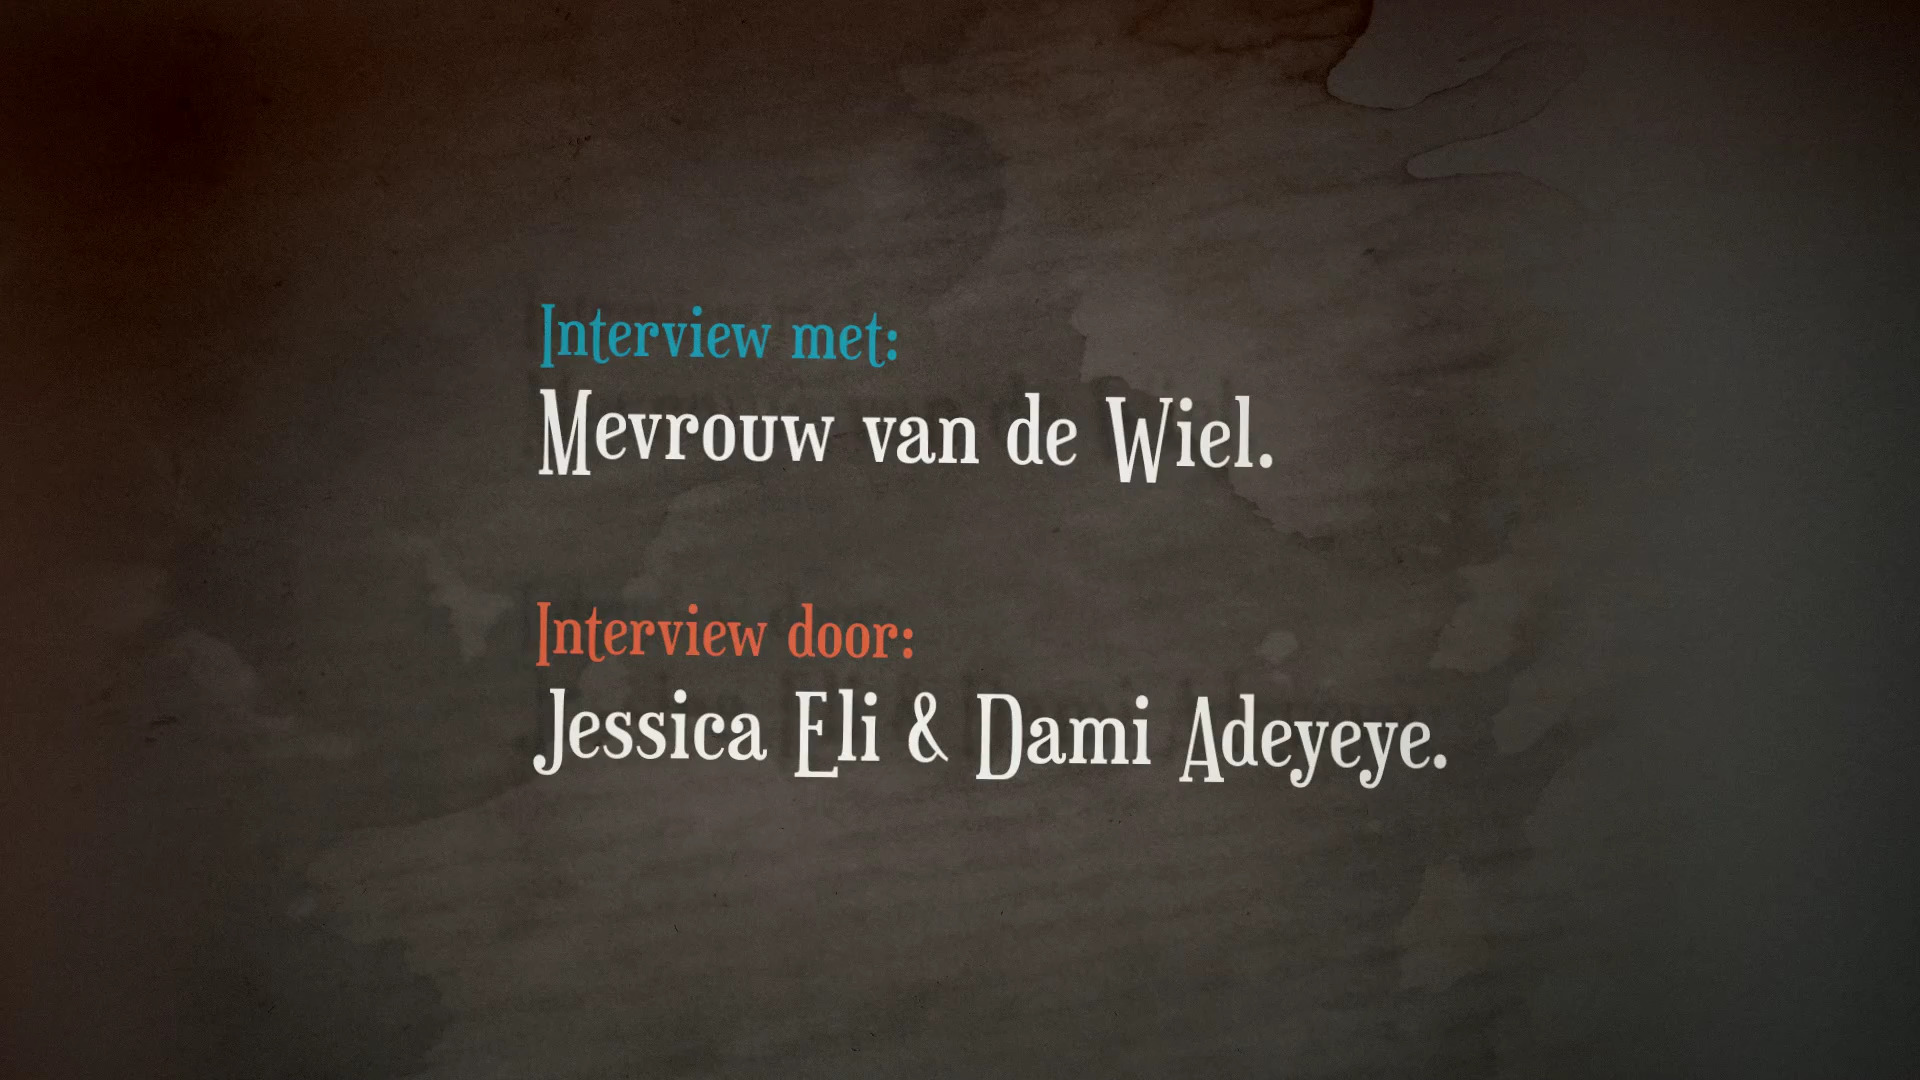 Interview met:
Mevrouw van de Wiel.
Interview door:
Jessica Eli & Dami Adeyeye.